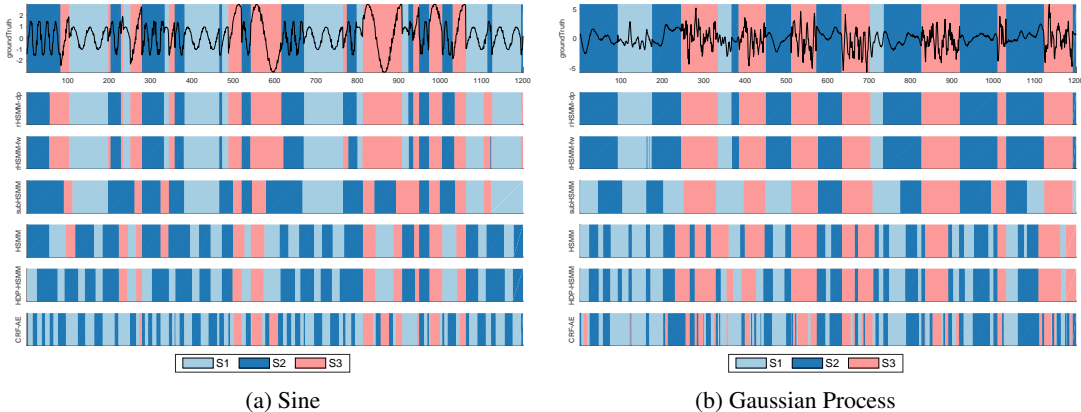 groundTruth
2
1
0
-1
-2
100 200 300 400 500 600 700 800 900 1000 1100 1200
rHSMM-dp
rHSMM-fw
subHSMM
HSMM
HDP-HSMM
CRF-AE
S1 S2 S3
(a) Sine
groundTruth
5
0
-5
100 200 300 400 500 600 700 800 900 1000 1100 1200
rHSMM-dp
rHSMM-fw
subHSMM
HSMM
HDP-HSMM
CRF-AE
S1 S2 S3
(b) Gaussian Process